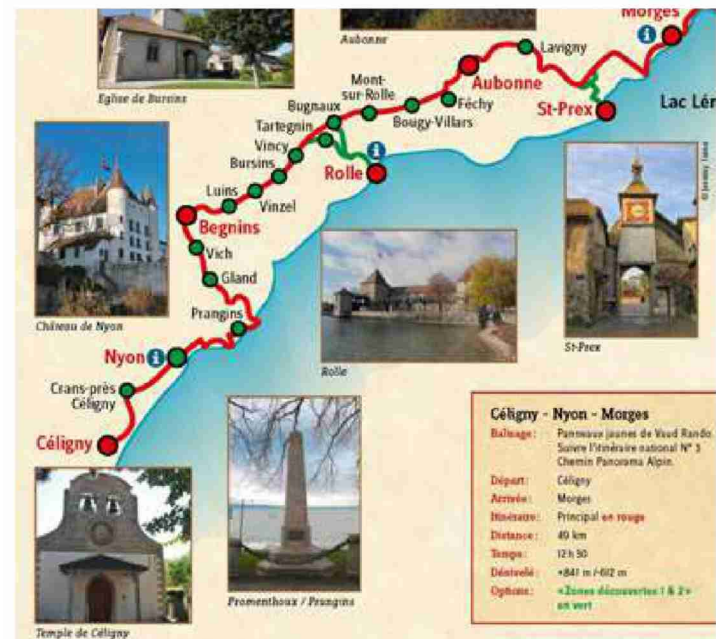 Morges
Eglise de Bursins
Aubonne
Lavigny
Aubonne
Mont-
sur-Rolle
Féchy
St-Prex
Lac Lér
Bugnaux
Bougy-Villars
Tartegnin
Vincy
Bursins
Rolle
Luins
Vinzel
Begnins
Vich
Gland
Château de Nyon
Prangins
Rolle
St-Prex
Nyon
Crans-près
Céligny
Céligny
Temple de Céligny
Promenthoux / Prangins
Céligny - Nyon - Morges
Balisage: Panneaux jaunes de Vaud Rando.
Suivre l'itinéraire national N° 3
Chemin Panorama Alpin.
Départ: Céligny
Arrivée: Morges
Itinéraire: Principal en rouge
Distance: 49 km
Temps: 12 h 30
Dénivelé: +841 m /-612 m
Options: «Zones découvertes 1 & 2»
en vert